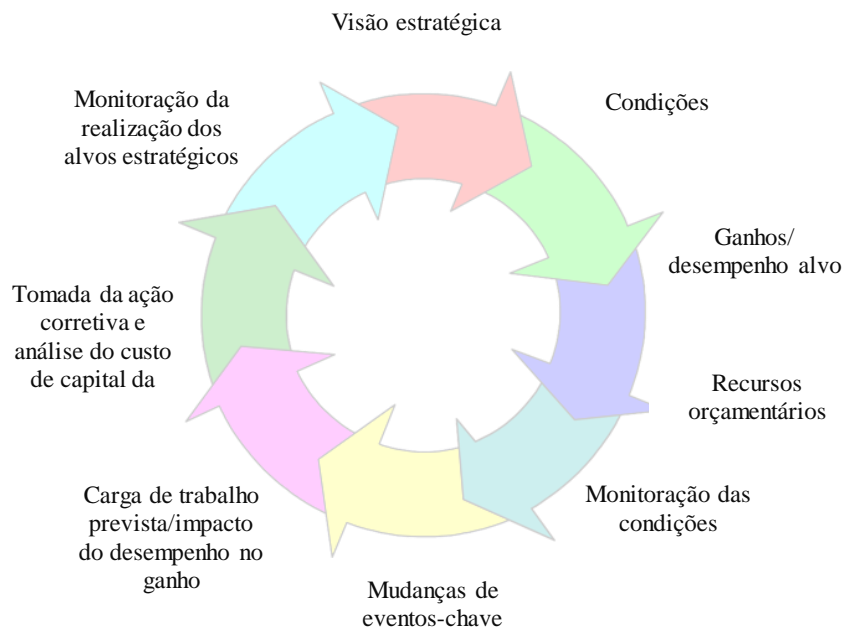 Visão estratégica
Condições
Ganhos/
desempenho alvo
Recursos
orçamentários
Monitoração das
condições
Mudanças de
eventos-chave
Carga de trabalho
prevista/impacto
do desempenho no
ganho
Tomada da ação
corretiva e
análise do custo
de capital da
Monitoração da
realização dos
alvos estratégicos